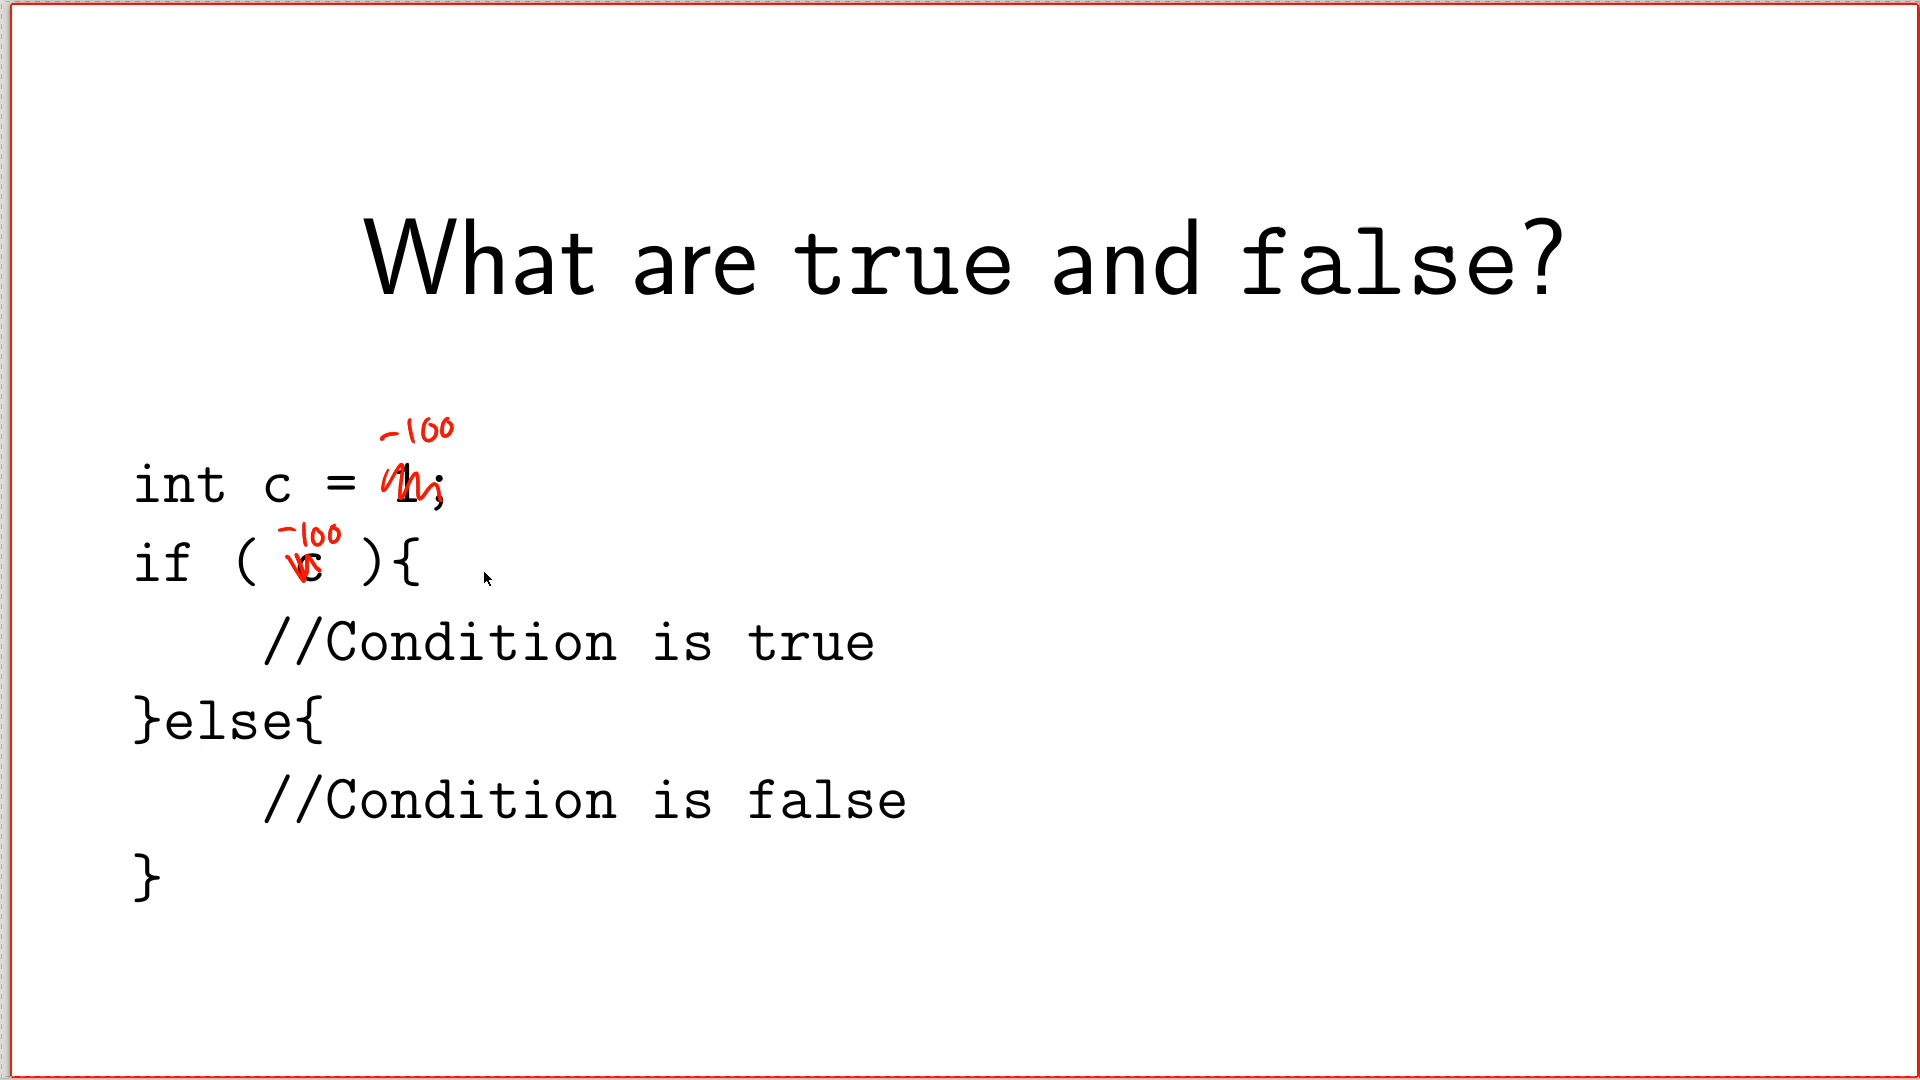 What are true and false?
-100
int c = 1;
-100
if ( c ){
//Condition is true
}else{
//Condition is false
}